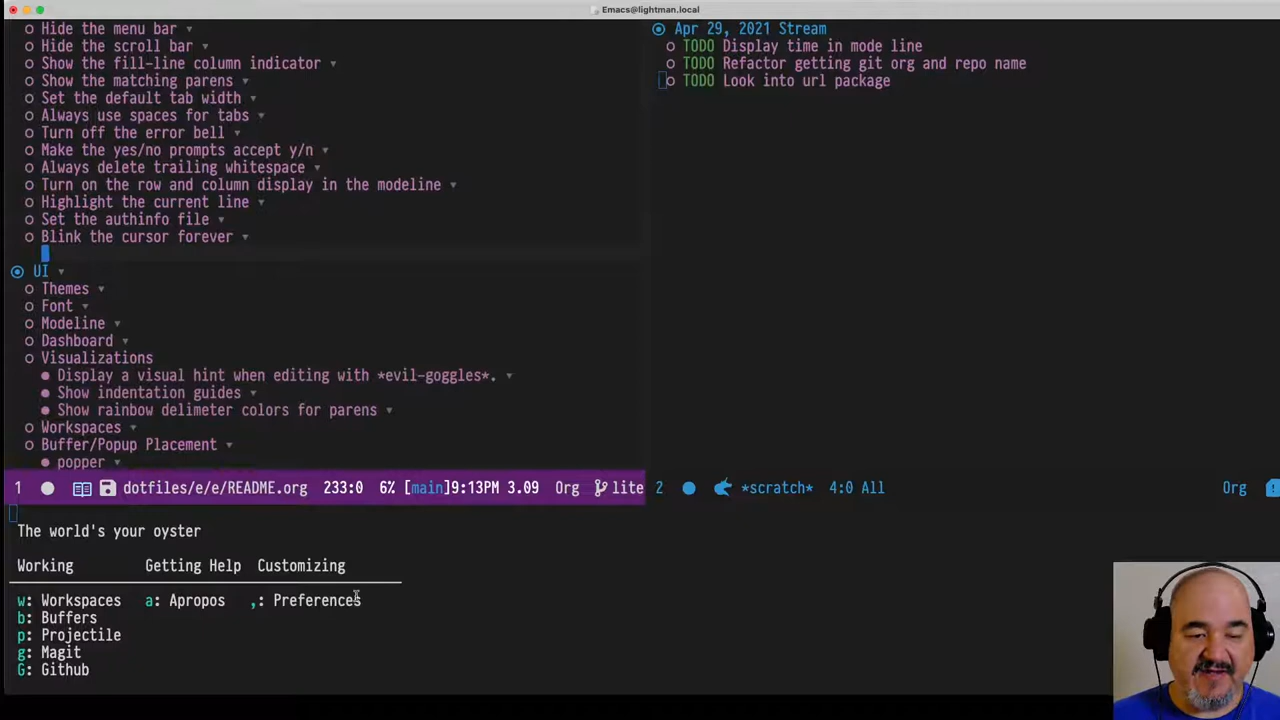 Emacs@lightman.local
Hide the menu bar
Hide the scroll bar
Show the fill-line column indicator
Show the matching parens
Set the default tab width
Always use spaces for tabs
Turn off the error bell
Make the yes/no prompts accept y/n
Always delete trailing whitespace
Turn on the row and column display in the modeline
Highlight the current line
Set the authinfo file
Blink the cursor forever
UI
Themes
Font
Modeline
Dashboard
Visualizations
Display a visual hint when editing with *evil-goggles*.
Show indentation guides
Show rainbow delimeter colors for parens
Workspaces
Buffer/Popup Placement
popper
1 dotfiles/e/e/README.org 233:0 6% [main]9:13PM 3.09 Org lite
Apr 29, 2021 Stream
TODO Display time in mode line
TODO Refactor getting git org and repo name
TODO Look into url package
2 *scratch* 4:0 All Org
The world's your oyster
Working Getting Help Customizing
w: Workspaces a: Apropos ,: Preferences
b: Buffers
p: Projectile
g: Magit
G: Github